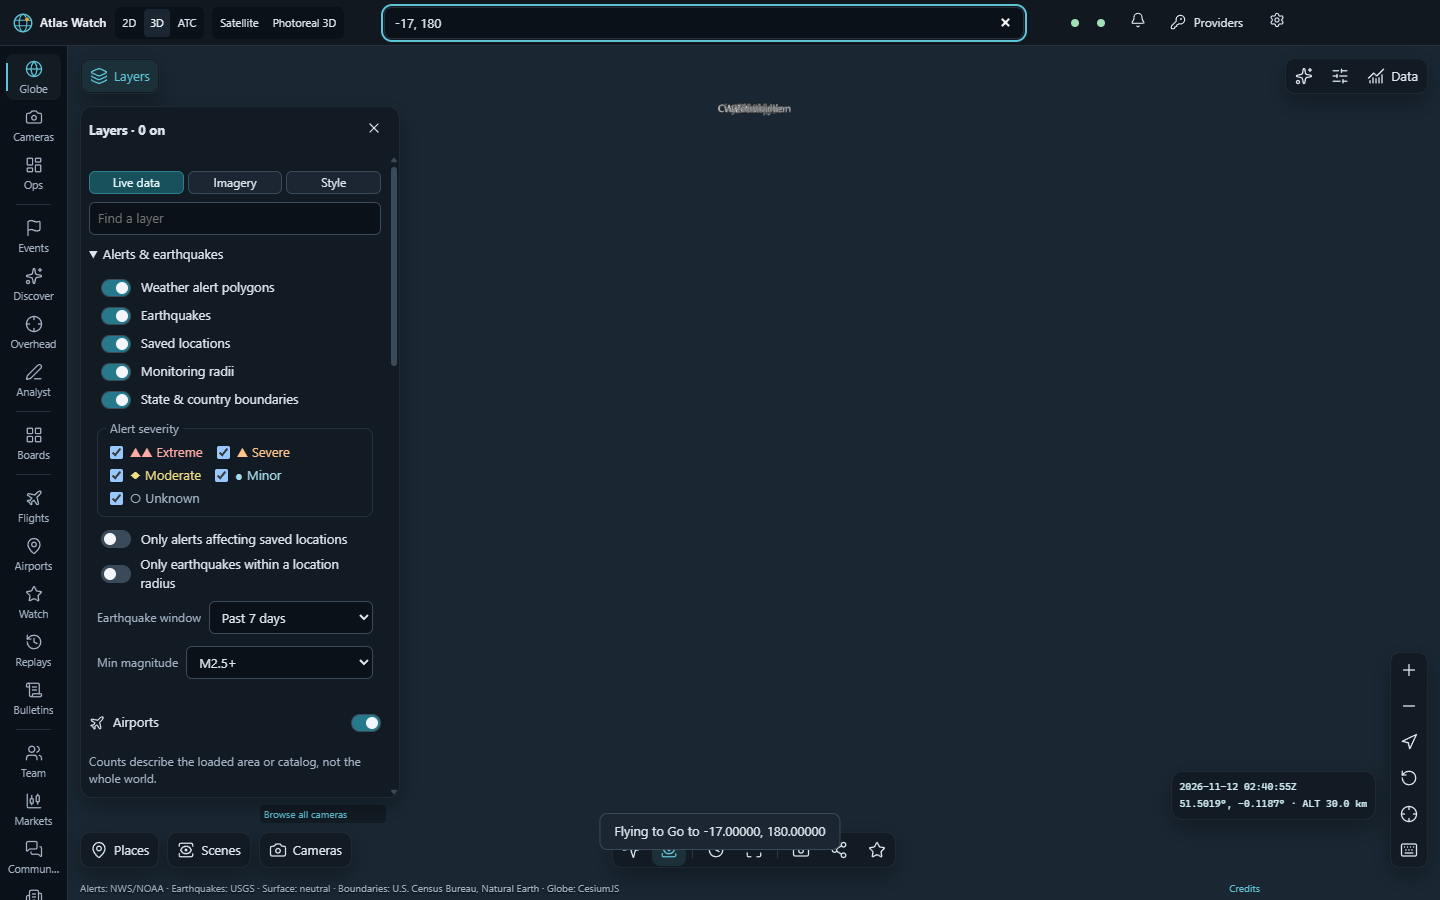 Atlas Watch
2D 3D ATC
Satellite Photoreal 3D
-17, 180
Providers
Globe
Cameras
Ops
Events
Discover
Overhead
Analyst
Boards
Flights
Airports
Watch
Replays
Bulletins
Team
Markets
Commun...
Layers
Data
Layers · 0 on
Live data
Imagery
Style
Find a layer
Alerts & earthquakes
Weather alert polygons
Earthquakes
Saved locations
Monitoring radii
State & country boundaries
Alert severity
Extreme Severe
Moderate Minor
Unknown
Only alerts affecting saved locations
Only earthquakes within a location
radius
Earthquake window Past 7 days
Min magnitude M2.5+
Airports
Counts describe the loaded area or catalog, not the
whole world.
Browse all cameras
Places
Scenes
Cameras
Flying to Go to -17.00000, 180.00000
2026-11-12 02:40:55Z
51.5019°, -0.1187° · ALT 30.0 km
Alerts: NWS/NOAA · Earthquakes: USGS · Surface: neutral · Boundaries: U.S. Census Bureau, Natural Earth · Globe: CesiumJS
Credits